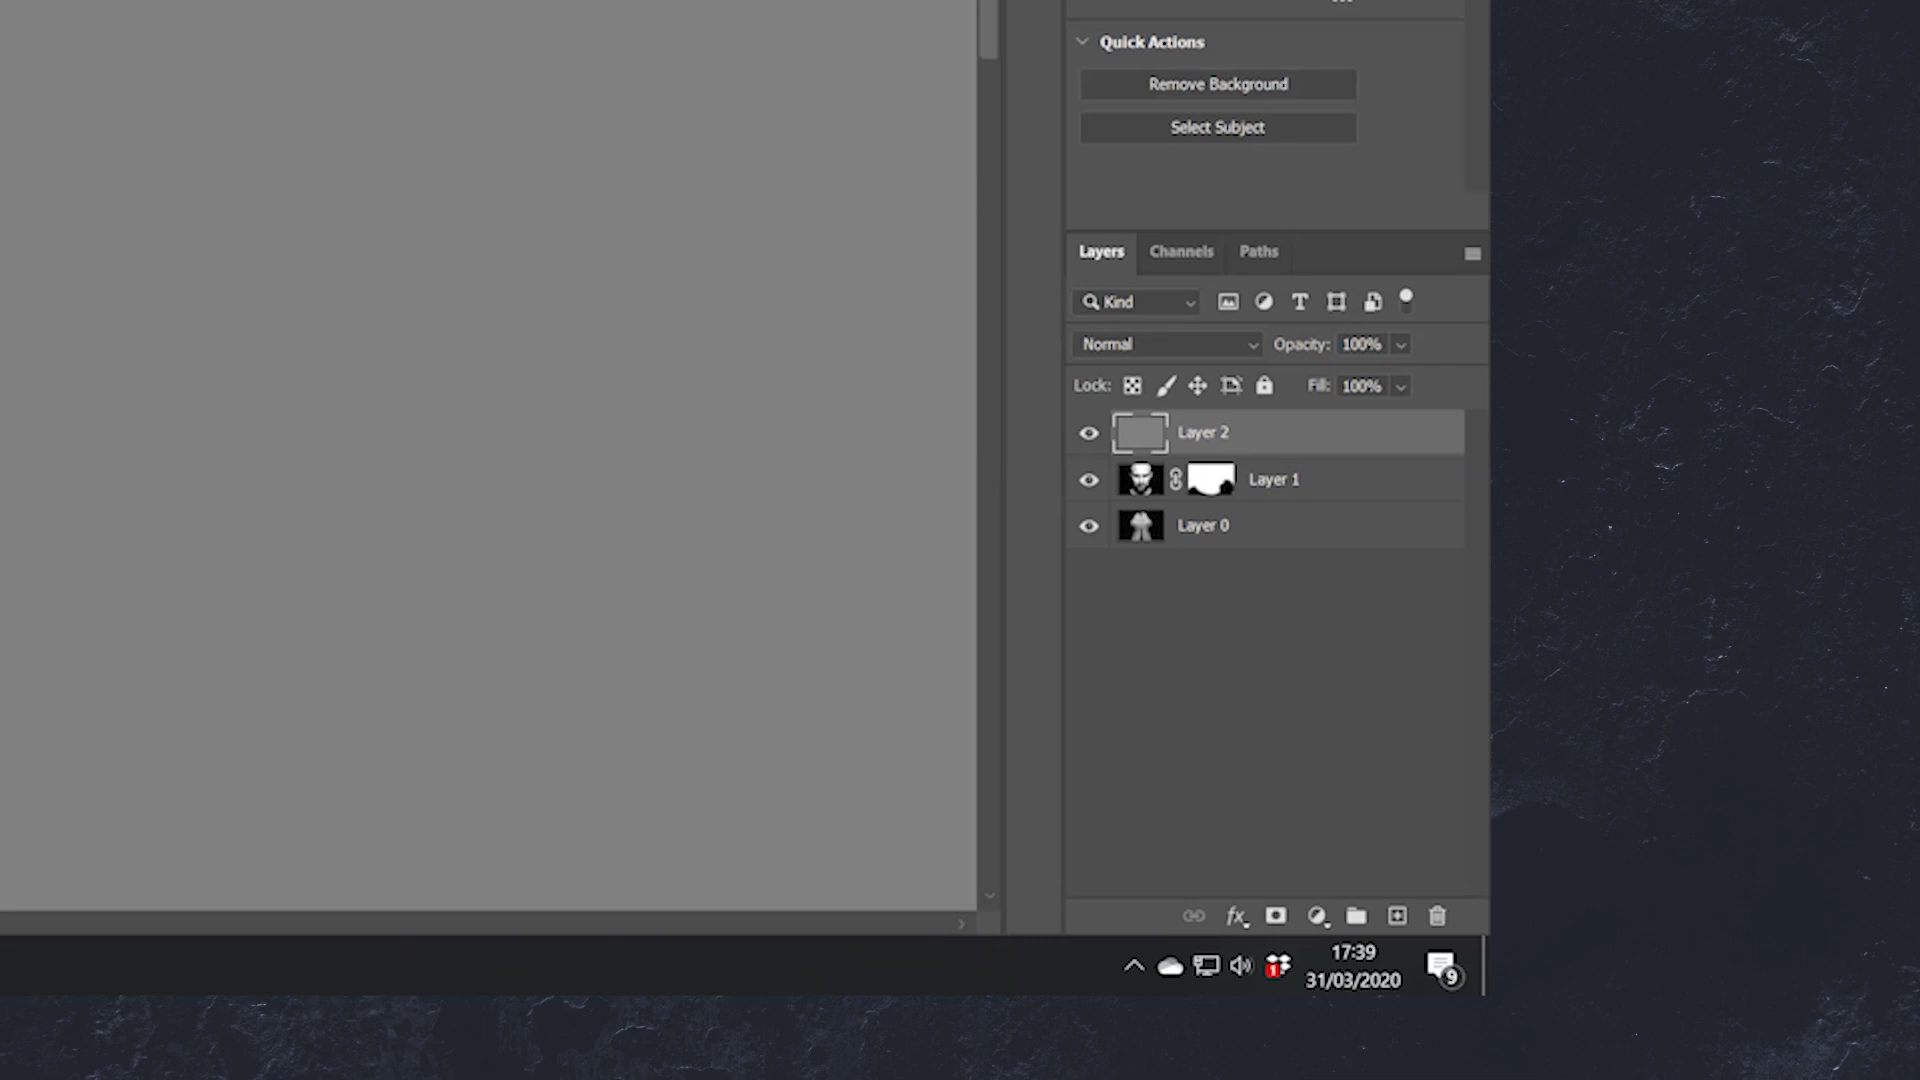 Quick Actions
Remove Background
Select Subject
Layers Channels Paths
Kind
Normal Opacity: 100%
Lock: Fill: 100%
Layer 2
Layer 1
Layer 0
fx
1
17:39
31/03/2020
9